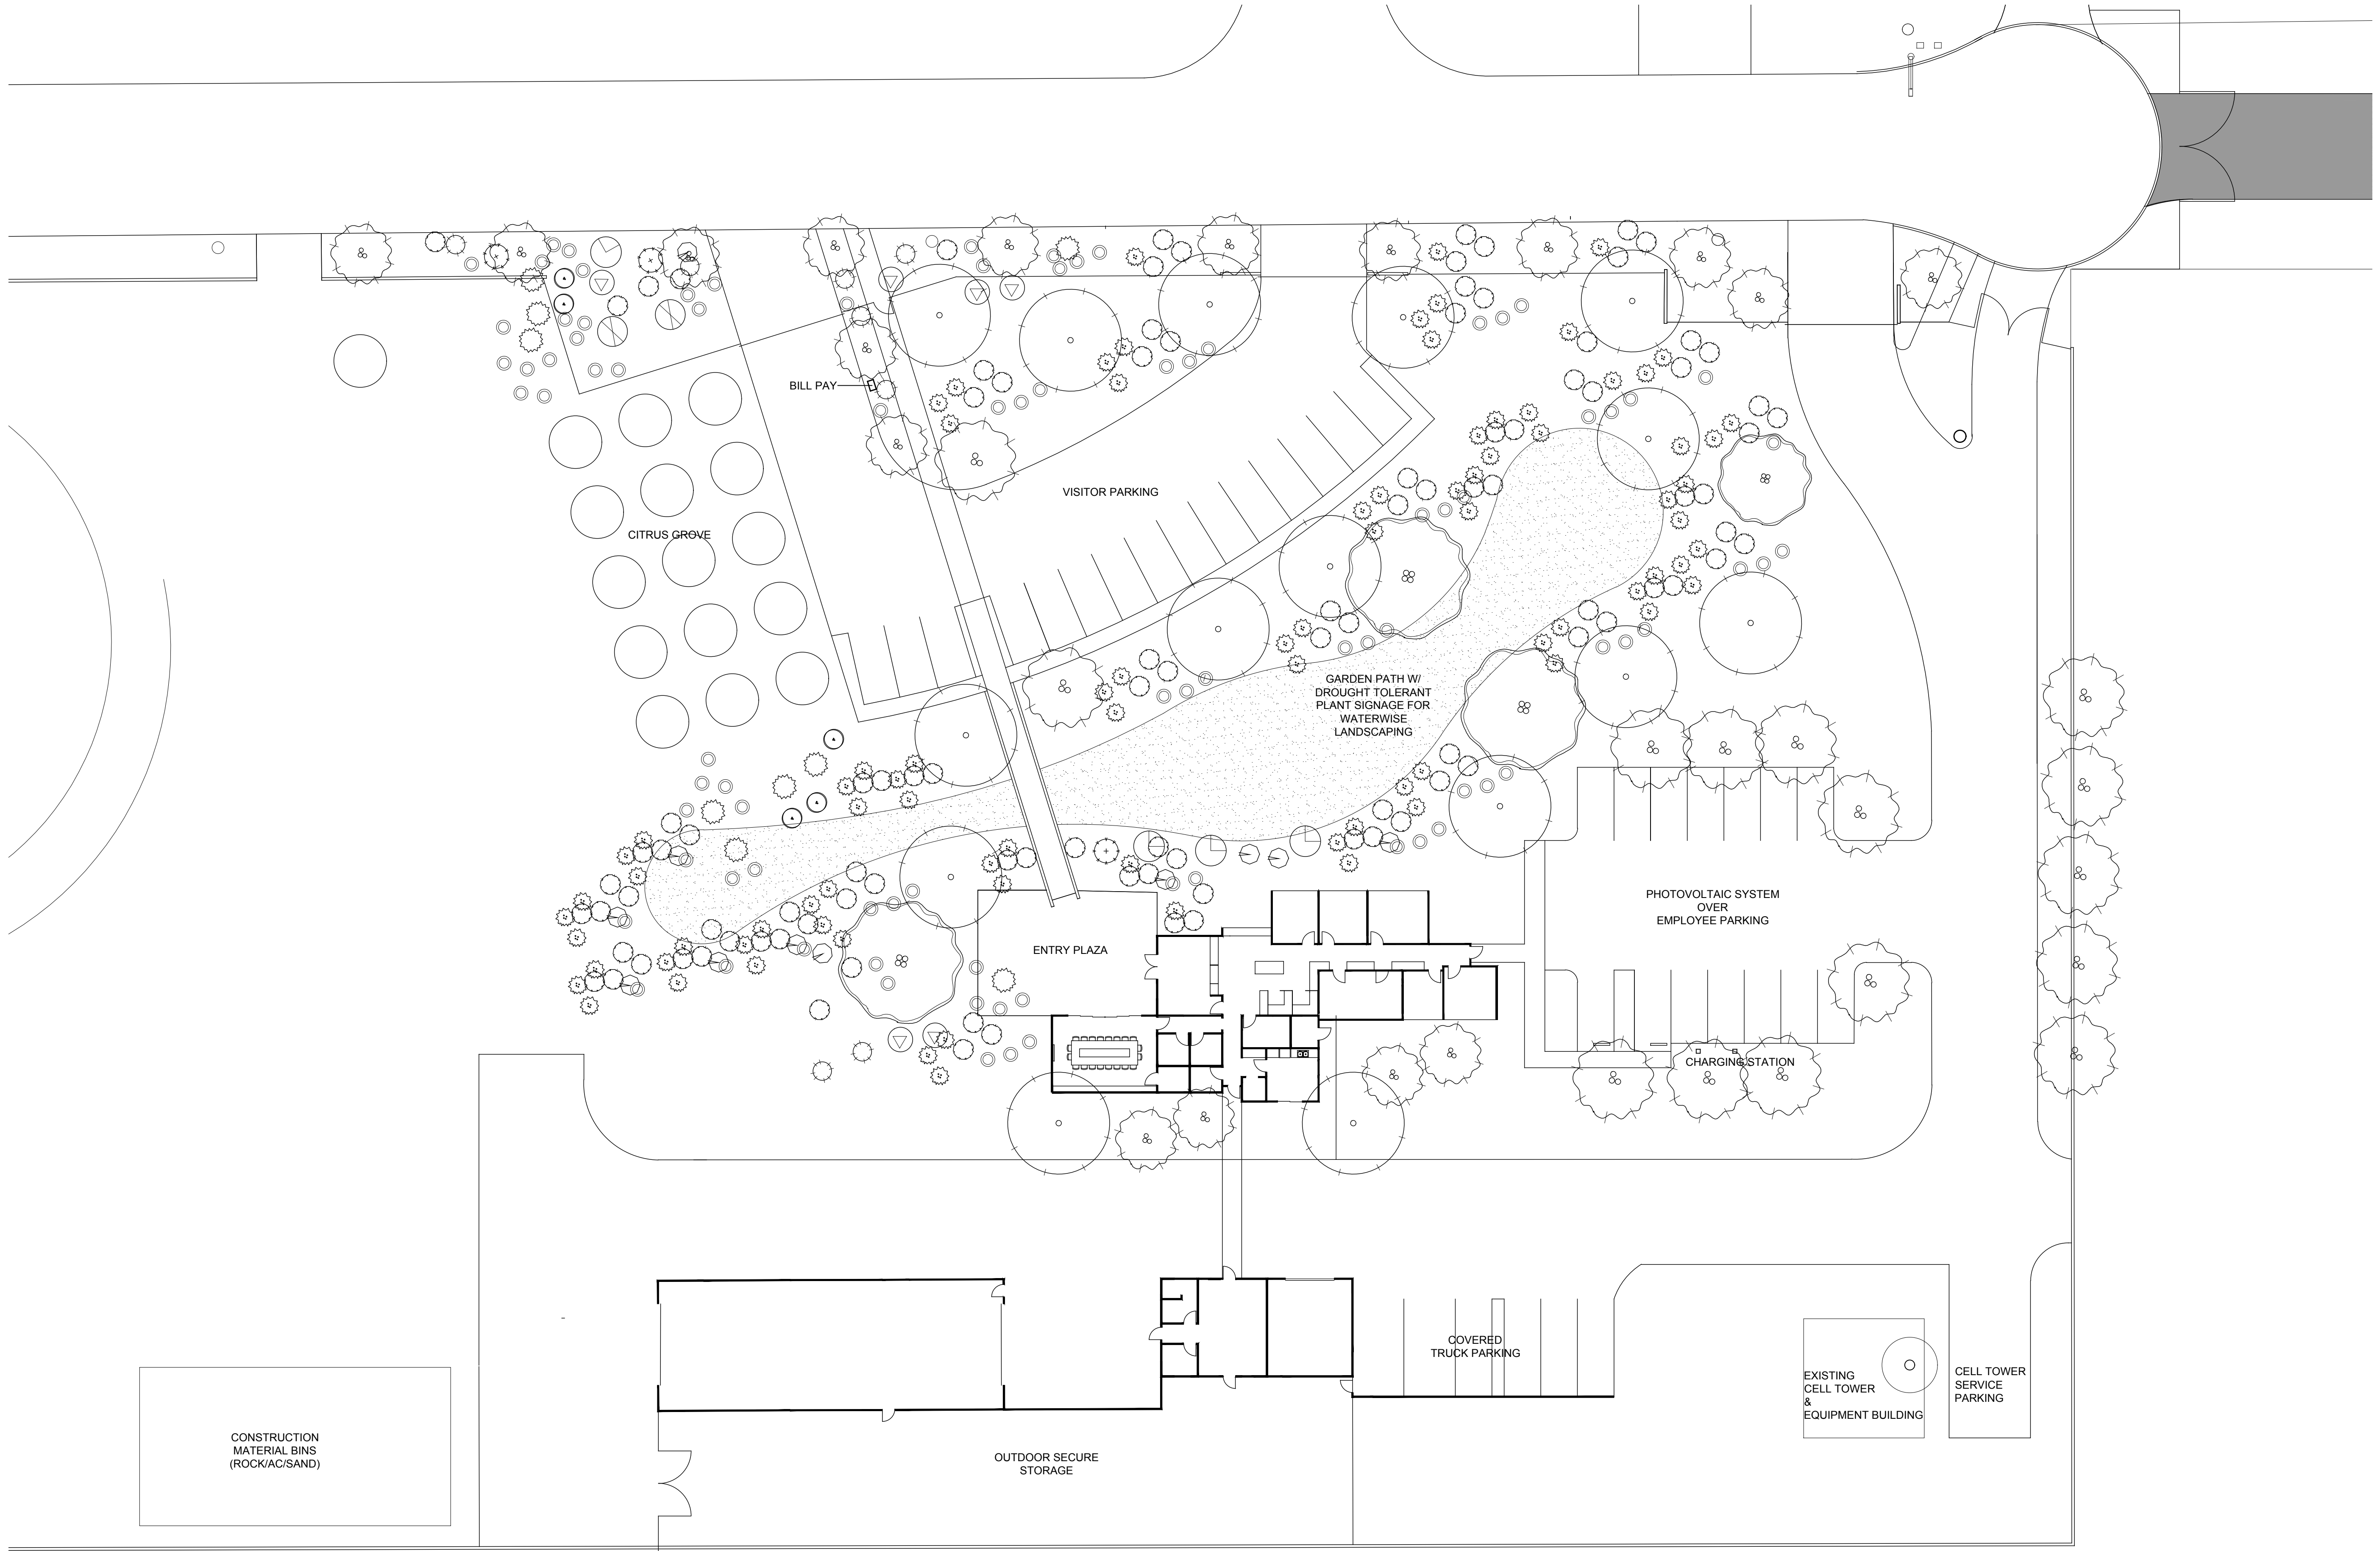 BILL PAY
VISITOR PARKING
CITRUS GROVE
GARDEN PATH W/
DROUGHT TOLERANT
PLANT SIGNAGE FOR
WATERWISE
LANDSCAPING
PHOTOVOLTAIC SYSTEM
OVER
EMPLOYEE PARKING
ENTRY PLAZA
CHARGING STATION
COVERED
TRUCK PARKING
EXISTING
CELL TOWER
&
EQUIPMENT BUILDING
CELL TOWER
SERVICE
PARKING
CONSTRUCTION
MATERIAL BINS
(ROCK/AC/SAND)
OUTDOOR SECURE
STORAGE